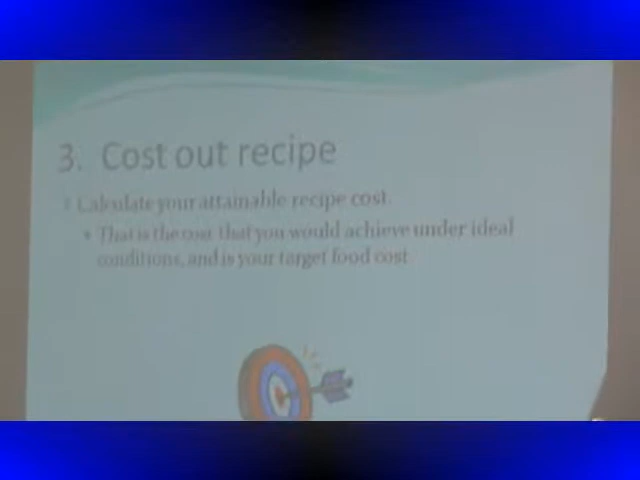 3. Cost out recipe
Calculate your attainable recipe cost.
• That is the cost that you would achieve under ideal
conditions, and is your target food cost